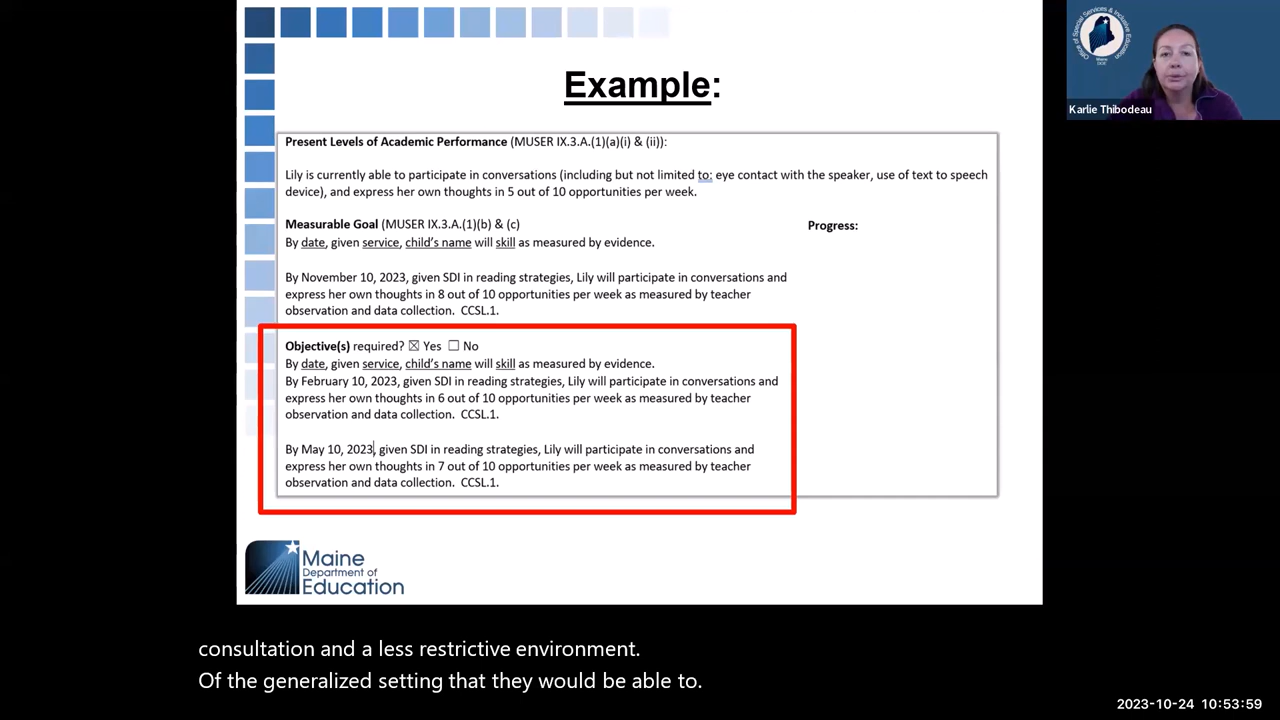 Example:
Present Levels of Academic Performance (MUSER IX.3.A.(1)(a)(i) & (ii)):
Lily is currently able to participate in conversations (including but not limited to: eye contact with the speaker, use of text to speech
device), and express her own thoughts in 5 out of 10 opportunities per week.
Measurable Goal (MUSER IX.3.A.(1)(b) & (c)
Progress:
By date, given service, child's name will skill as measured by evidence.
By November 10, 2023, given SDI in reading strategies, Lily will participate in conversations and
express her own thoughts in 8 out of 10 opportunities per week as measured by teacher
observation and data collection. CCSL.1.
Objective(s) required? ☒ Yes ☐ No
By date, given service, child's name will skill as measured by evidence.
By February 10, 2023, given SDI in reading strategies, Lily will participate in conversations and
express her own thoughts in 6 out of 10 opportunities per week as measured by teacher
observation and data collection. CCSL.1.
By May 10, 2023, given SDI in reading strategies, Lily will participate in conversations and
express her own thoughts in 7 out of 10 opportunities per week as measured by teacher
observation and data collection. CCSL.1.
Maine
Department of
Education
Office of Special Services & Inclusive Education
Maine
DOE
Karlie Thibodeau
consultation and a less restrictive environment.
Of the generalized setting that they would be able to.
2023-10-24 10:53:59